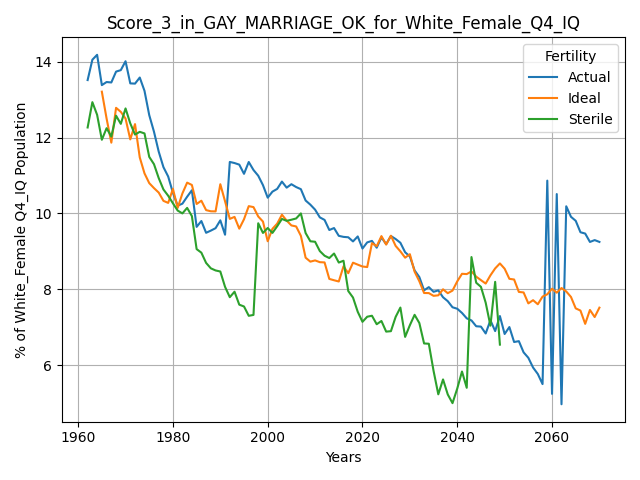 Score_3_in_GAY_MARRIAGE_OK_for_White_Female_Q4_IQ
% of White_Female Q4_IQ Population
14
12
10
8
6
Fertility
Actual
Ideal
Sterile
1960
1980
2000
2020
2040
2060
Years